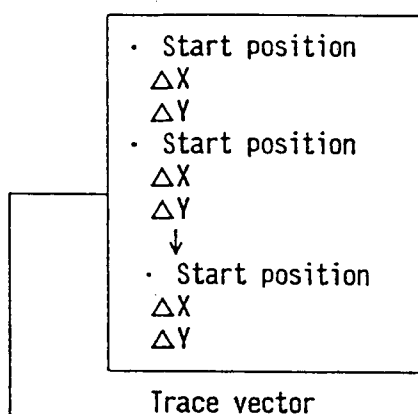 · Start position
△X
△Y
· Start position
△X
△Y
↓
· Start position
△X
△Y
Trace vector